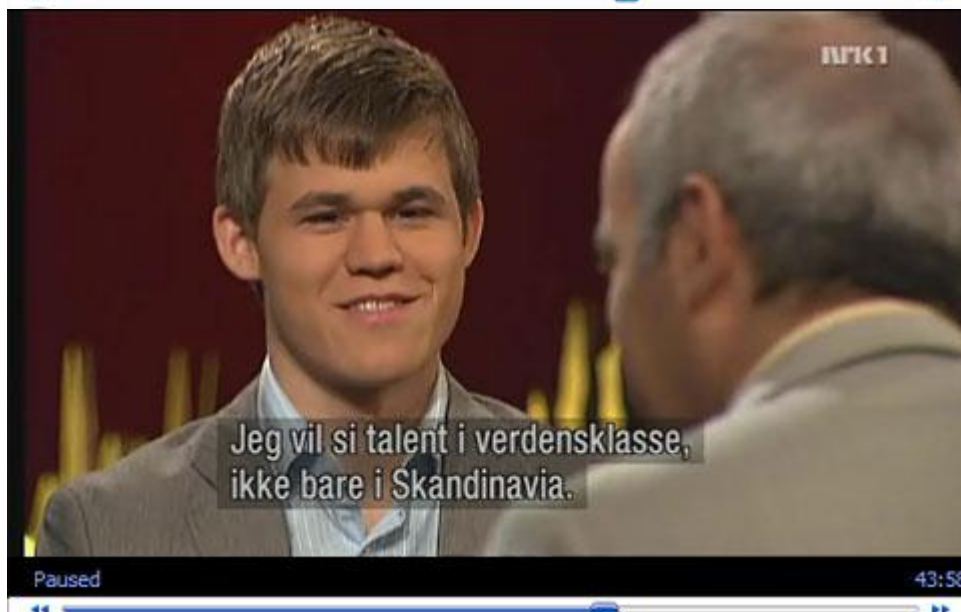 nrk1
Jeg vil si talent i verdensklasse,
ikke bare i Skandinavia.
Paused
43:58